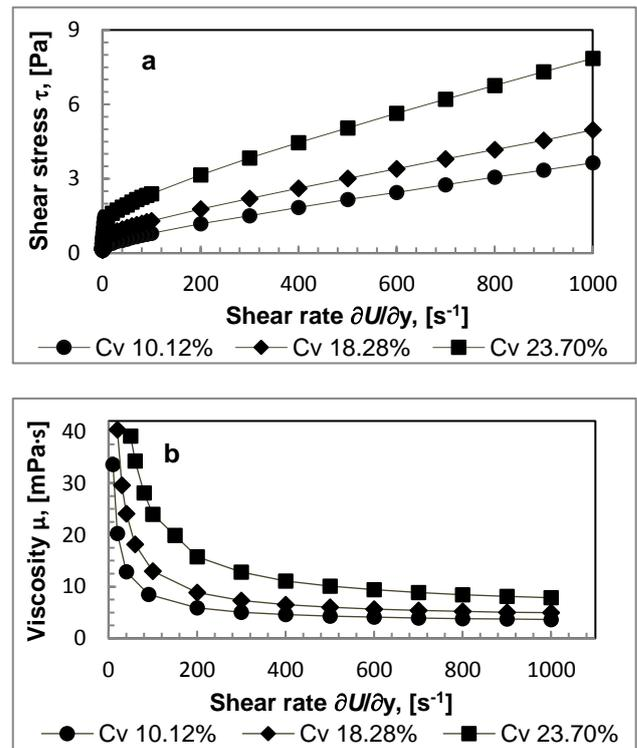 9
6
3
0
Shear stress τ, [Pa]
a
0 200 400 600 800 1000
Shear rate ∂U/∂y, [s⁻¹]
Cv 10.12% Cv 18.28% Cv 23.70%
40
30
20
10
0
Viscosity μ, [mPa·s]
b
0 200 400 600 800 1000
Shear rate ∂U/∂y, [s⁻¹]
Cv 10.12% Cv 18.28% Cv 23.70%